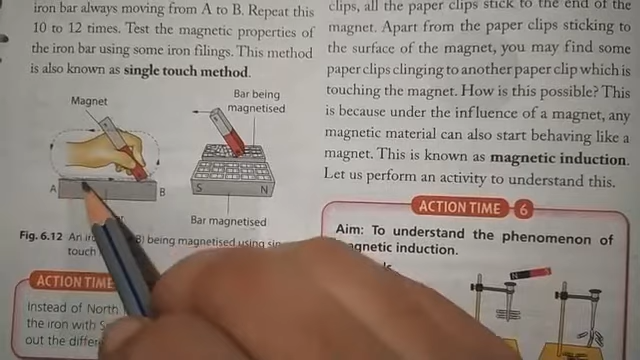 iron bar always moving from A to B. Repeat this
10 to 12 times. Test the magnetic properties of
the iron bar using some iron filings. This method
is also known as single touch method.
Magnet
Bar being
magnetised
A
B
S
N
Bar magnetised
Fig. 6.12 An B) being magnetised using
touch
ACTION TIME
Instead of North
the iron with
out the
clips, all the paper clips stick to the end of the
magnet. Apart from the paper clips sticking to
the surface of the magnet, you may find some
paper clips clinging to another paper clip which is
touching the magnet. How is this possible? This
is because under the influence of a magnet, any
magnetic material can also start behaving like a
magnet. This is known as magnetic induction.
Let us perform an activity to understand this.
ACTION TIME 6
Aim: To understand the phenomenon of
magnetic induction.
N S